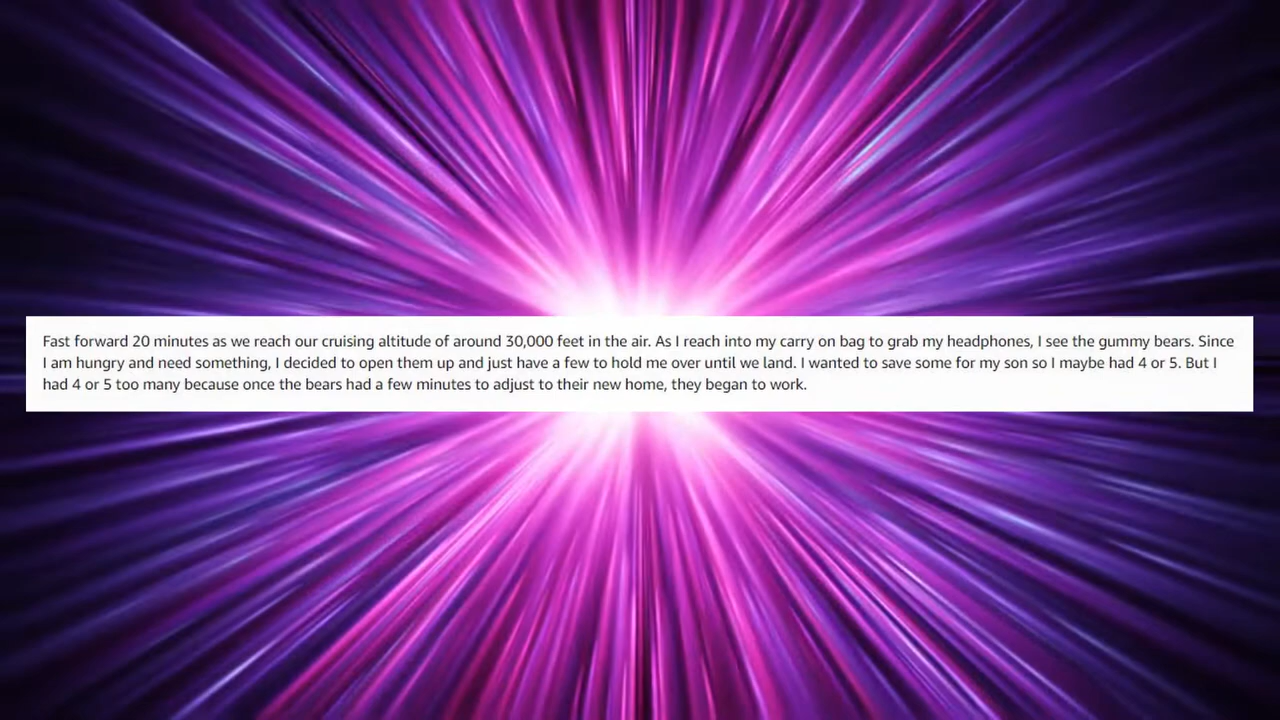 Fast forward 20 minutes as we reach our cruising altitude of around 30,000 feet in the air. As I reach into my carry on bag to grab my headphones, I see the gummy bears. Since
I am hungry and need something, I decided to open them up and just have a few to hold me over until we land. I wanted to save some for my son so I maybe had 4 or 5. But I
had 4 or 5 too many because once the bears had a few minutes to adjust to their new home, they began to work.